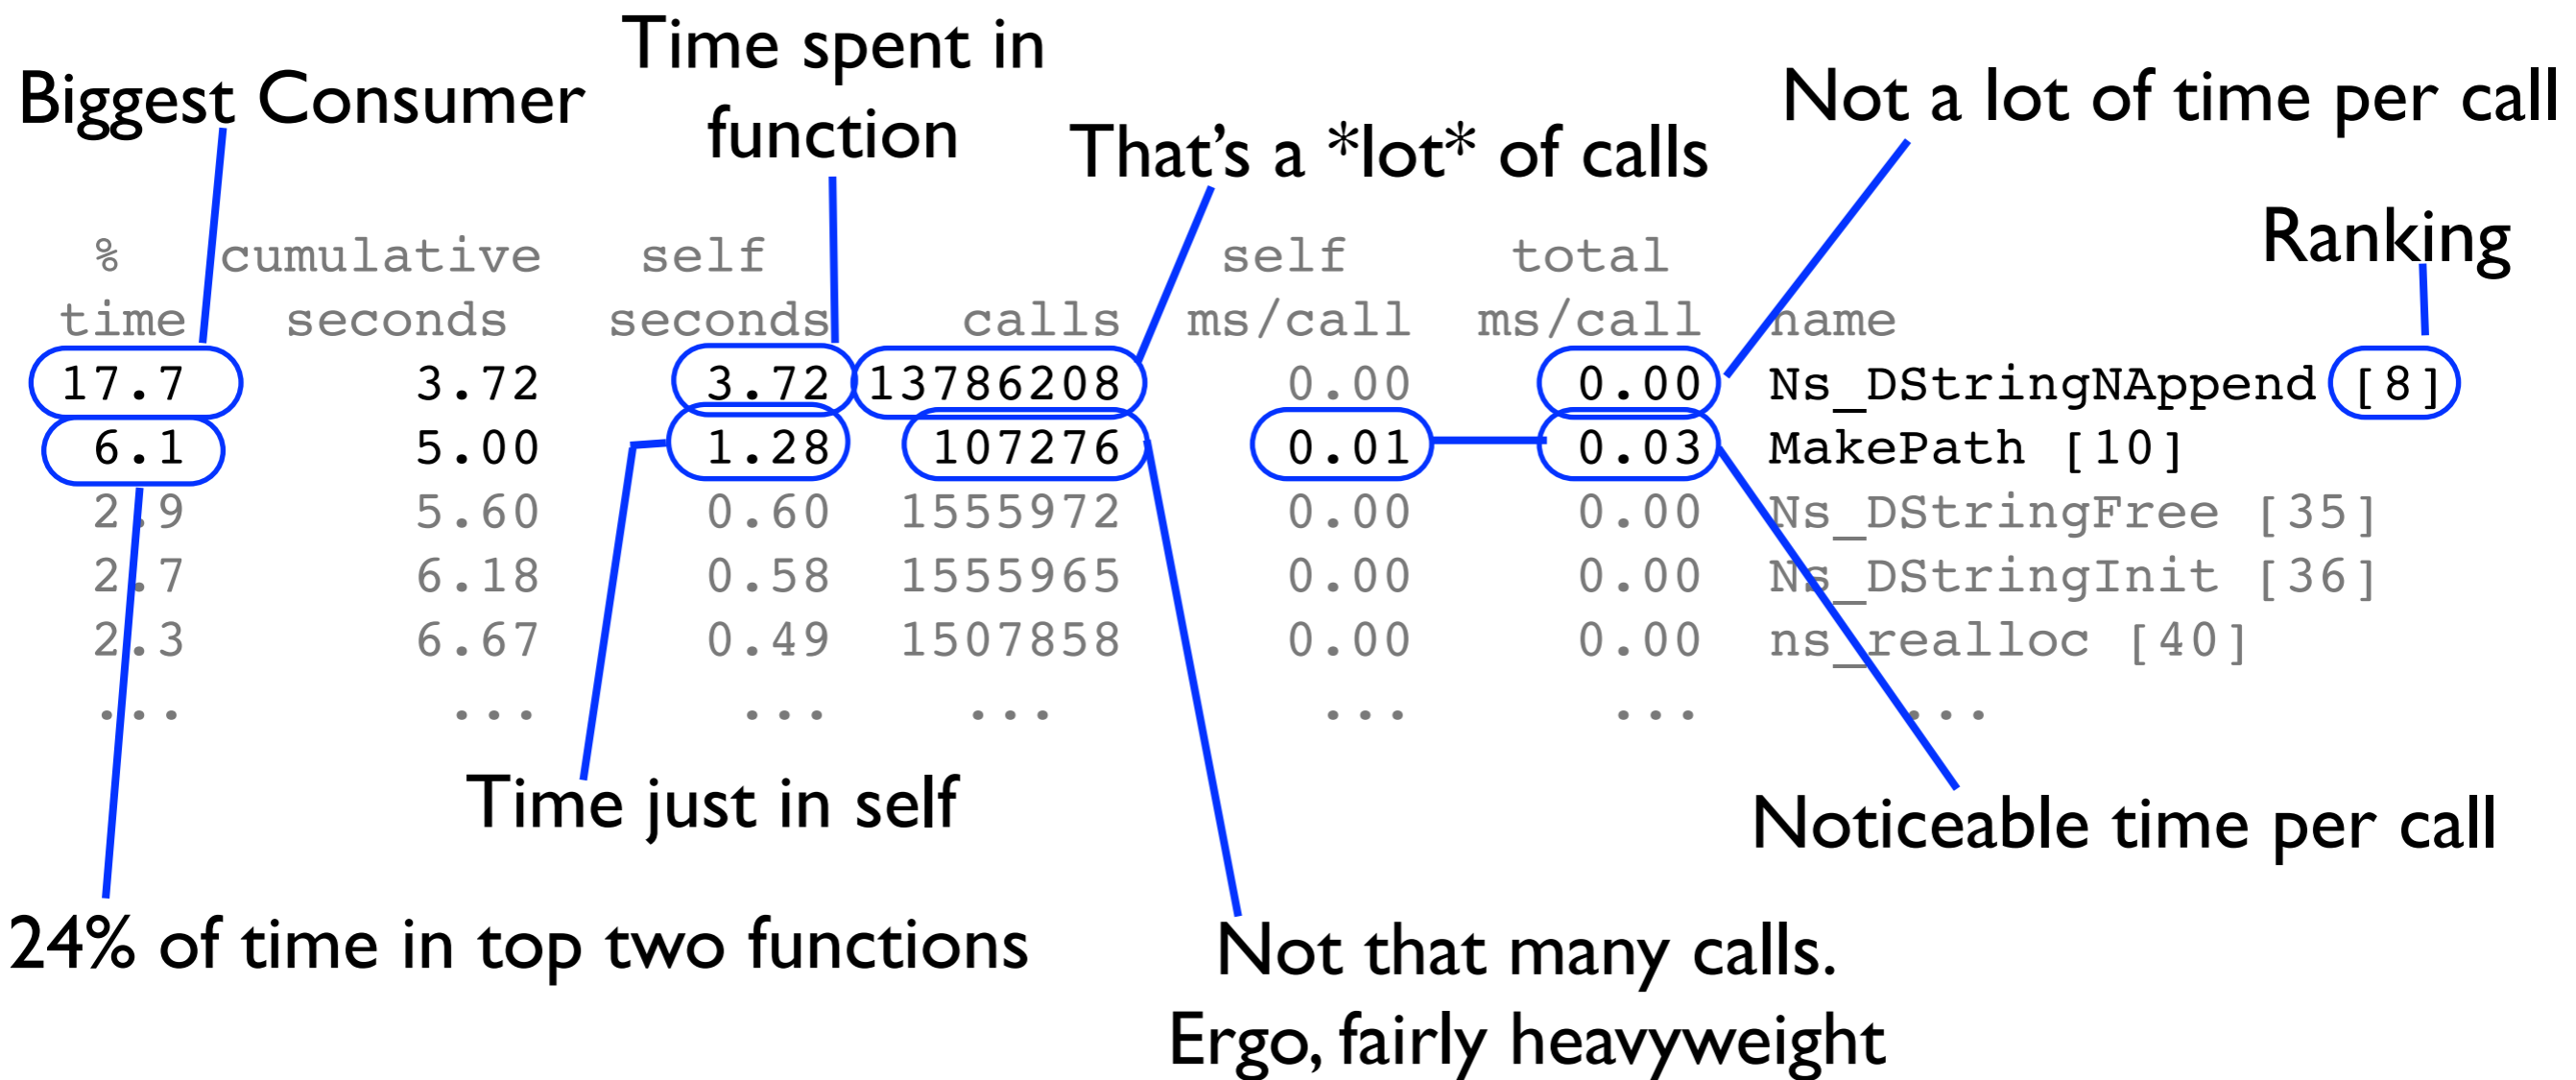 Time spent in
function
Biggest Consumer
Not a lot of time per call
That's a *lot* of calls
Ranking
% cumulative self self total
time seconds seconds calls ms/call ms/call name
17.7 3.72 3.72 13786208 0.00 0.00 Ns_DStringNAppend [8]
6.1 5.00 1.28 107276 0.01 0.03 MakePath [10]
2.9 5.60 0.60 1555972 0.00 0.00 Ns_DStringFree [35]
2.7 6.18 0.58 1555965 0.00 0.00 Ns_DStringInit [36]
2.3 6.67 0.49 1507858 0.00 0.00 ns_realloc [40]
... ... ... ... ... ... ...
Time just in self
Noticeable time per call
24% of time in top two functions
Not that many calls.
Ergo, fairly heavyweight